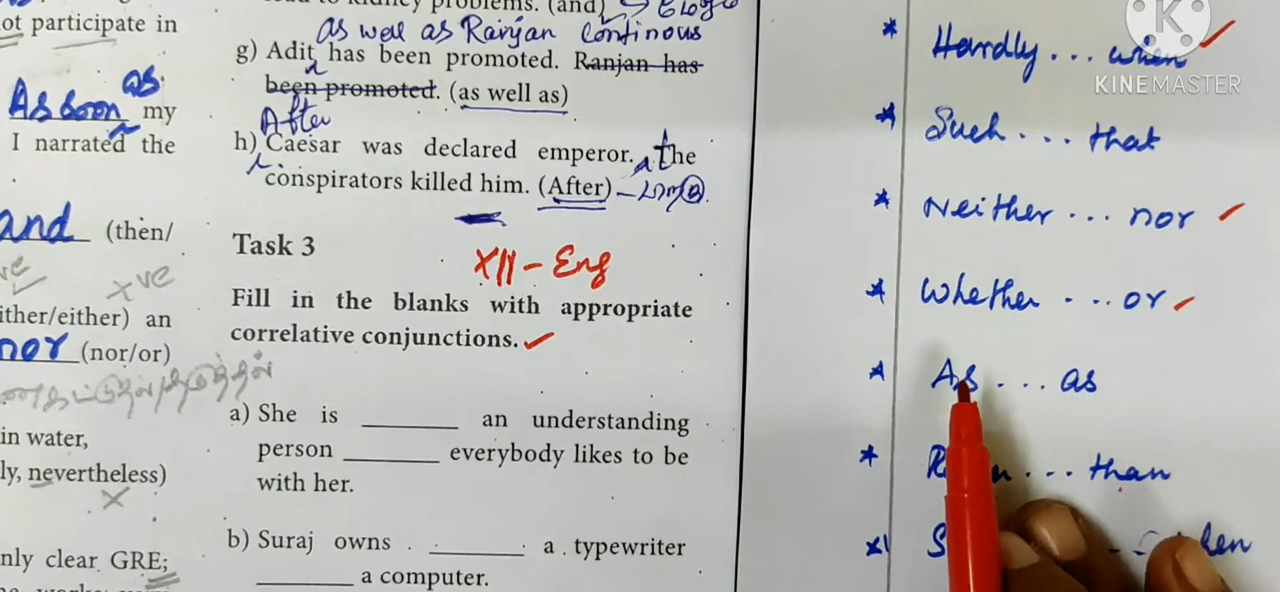 ot participate in
As soon as my
I narrated the
and (then/
ve xve
ither/either) an
nor (nor/or)
in water,
ly, nevertheless)
x
nly clear GRE;
problems. (and)
as well as Ranjan continous
g) Adit has been promoted. Ranjan has
been promoted. (as well as)
After
h) Caesar was declared emperor. the
conspirators killed him. (After)
Task 3
XII - Eng
Fill in the blanks with appropriate
correlative conjunctions.
a) She is ________ an understanding
person ________ everybody likes to be
with her.
b) Suraj owns ________ a typewriter
________ a computer.
* Hardly ... when
* Such ... that
* Neither ... nor
* Whether ... or
* As ... as
* ... than
K
KINEMASTER